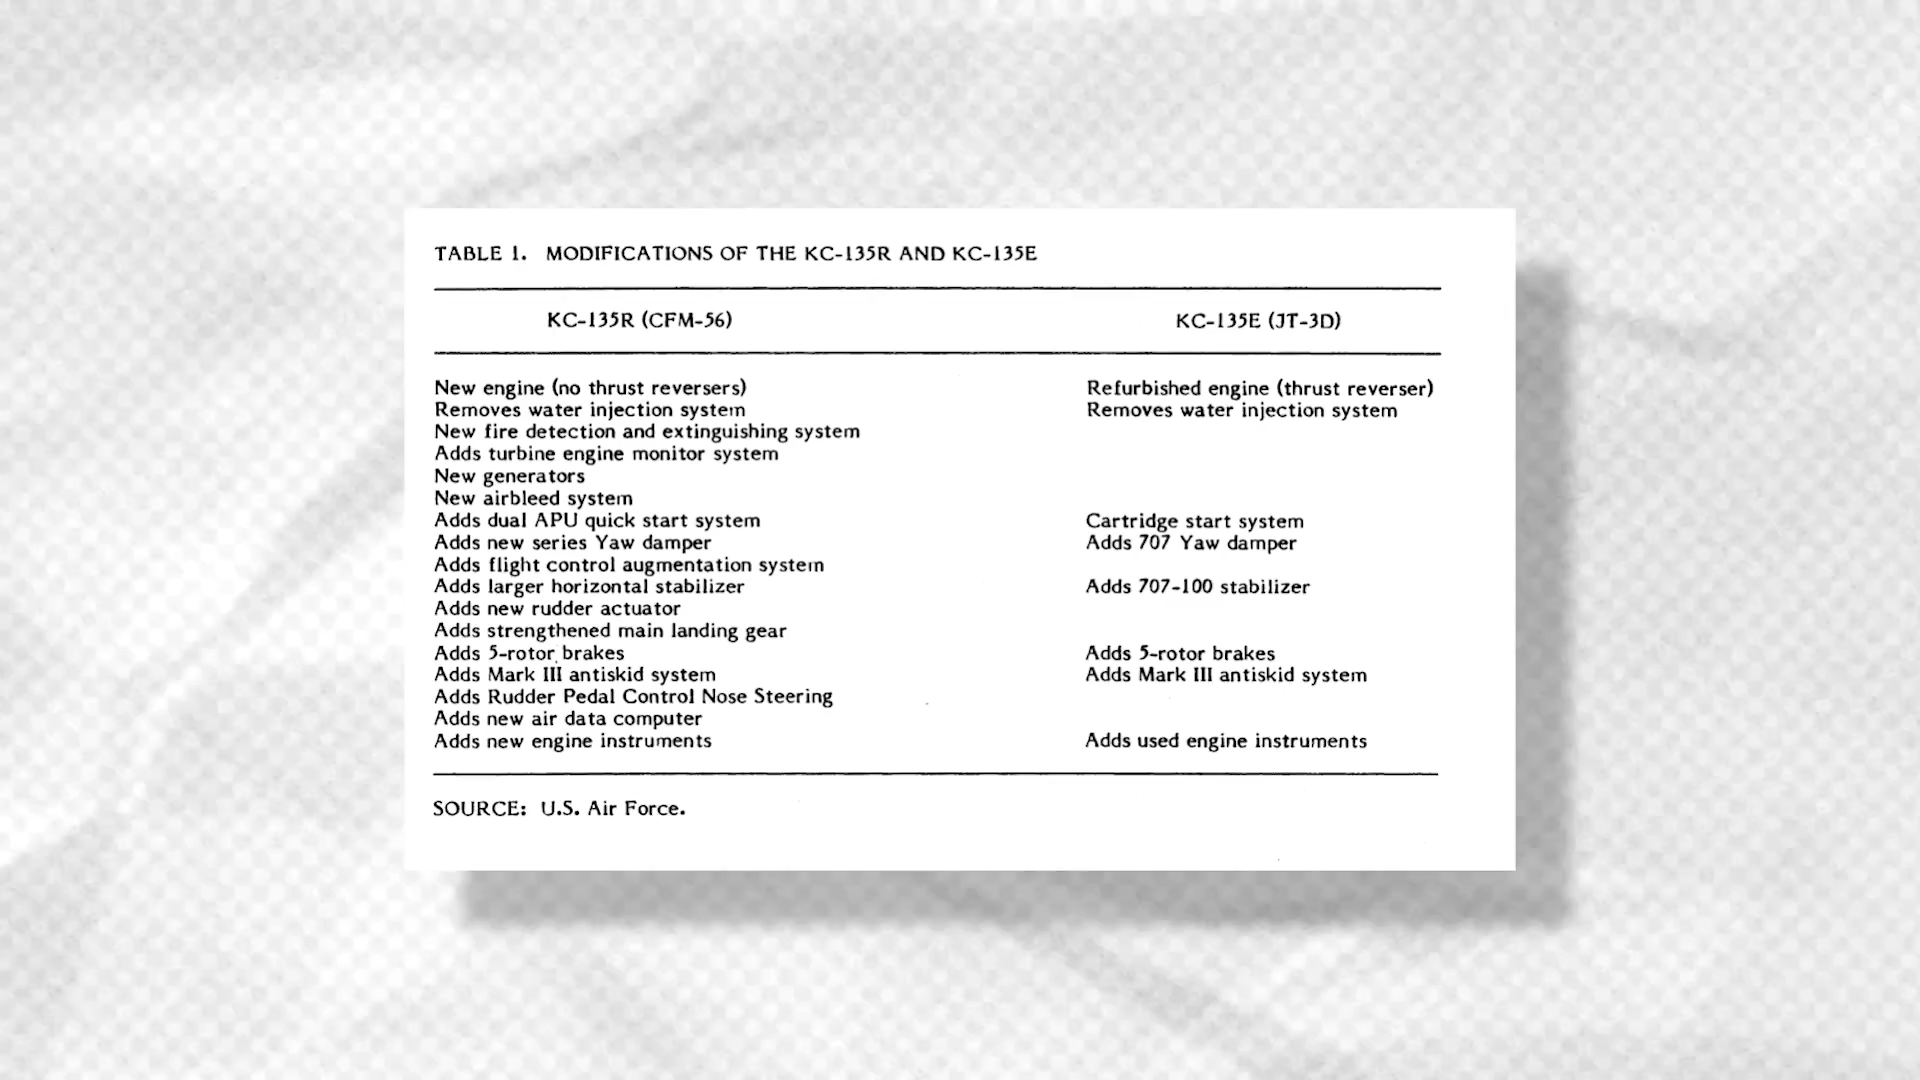 TABLE 1. MODIFICATIONS OF THE KC-135R AND KC-135E
KC-135R (CFM-56) KC-135E (JT-3D)
New engine (no thrust reversers) Refurbished engine (thrust reverser)
Removes water injection system Removes water injection system
New fire detection and extinguishing system
Adds turbine engine monitor system
New generators
New airbleed system
Adds dual APU quick start system Cartridge start system
Adds new series Yaw damper Adds 707 Yaw damper
Adds flight control augmentation system
Adds larger horizontal stabilizer Adds 707-100 stabilizer
Adds new rudder actuator
Adds strengthened main landing gear
Adds 5-rotor brakes Adds 5-rotor brakes
Adds Mark III antiskid system Adds Mark III antiskid system
Adds Rudder Pedal Control Nose Steering
Adds new air data computer
Adds new engine instruments Adds used engine instruments
SOURCE: U.S. Air Force.